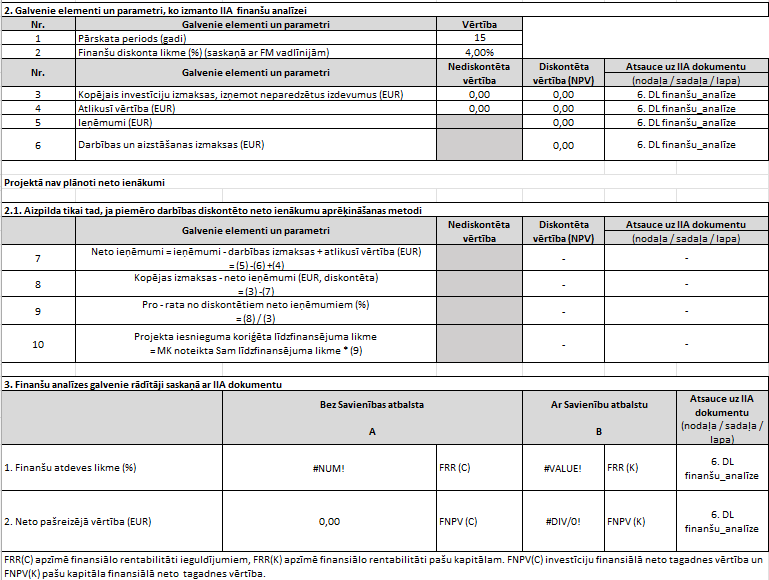 2. Galvenie elementi un parametri, ko izmanto IIA finanšu analīzei
Nr. Galvenie elementi un parametri Vērtība
1 Pārskata periods (gadi) 15
2 Finanšu diskonta likme (%) (saskaņā ar FM vadlīnijām) 4,00%
Nr. Galvenie elementi un parametri Nediskontēta vērtība Diskontēta vērtība (NPV) Atsauce uz IIA dokumentu
(nodaļa / sadaļa / lapa)
3 Kopējais investīciju izmaksas, izņemot neparedzētus izdevumus (EUR) 0,00 0,00 6. DL finanšu_analīze
4 Atlikusī vērtība (EUR) 0,00 0,00 6. DL finanšu_analīze
5 Ieņēmumi (EUR) 0,00 6. DL finanšu_analīze
6 Darbības un aizstāšanas izmaksas (EUR) 0,00 6. DL finanšu_analīze
Projektā nav plānoti neto ienākumi
2.1. Aizpilda tikai tad, ja piemēro darbības diskontēto neto ienākumu aprēķināšanas metodi
Galvenie elementi un parametri Nediskontēta vērtība Diskontēta vērtība (NPV) Atsauce uz IIA dokumentu
(nodaļa / sadaļa / lapa)
7 Neto ieņēmumi = ieņēmumi - darbības izmaksas + atlikusī vērtība (EUR) - -
= (5) -(6) +(4)
8 Kopējas izmaksas - neto ieņēmumi (EUR, diskontēta) - -
= (3) -(7)
9 Pro - rata no diskontētiem neto ieņēmumiem (%) - -
= (8) / (3)
10 Projekta iesnieguma koriģēta līdzfinansējuma likme - -
= MK noteikta Sam līdzfinansējuma likme * (9)
3. Finanšu analīzes galvenie rādītāji saskaņā ar IIA dokumentu
Bez Savienības atbalsta Ar Savienību atbalstu Atsauce uz IIA
dokumentu
A B (nodaļa / sadaļa /
lapa)
1. Finanšu atdeves likme (%) #NUM! FRR (C) #VALUE! FRR (K) 6. DL
finanšu_analīze
2. Neto pašreizējā vērtība (EUR) 0,00 FNPV (C) #DIV/0! FNPV (K) 6. DL
finanšu_analīze
FRR(C) apzīmē finansiālo rentabilitāti ieguldījumiem, FRR(K) apzīmē finansiālo rentabilitāti pašu kapitālam. FNPV(C) investīciju finansiālā neto tagadnes vērtība un
FNPV(K) pašu kapitāla finansiālā neto tagadnes vērtība.